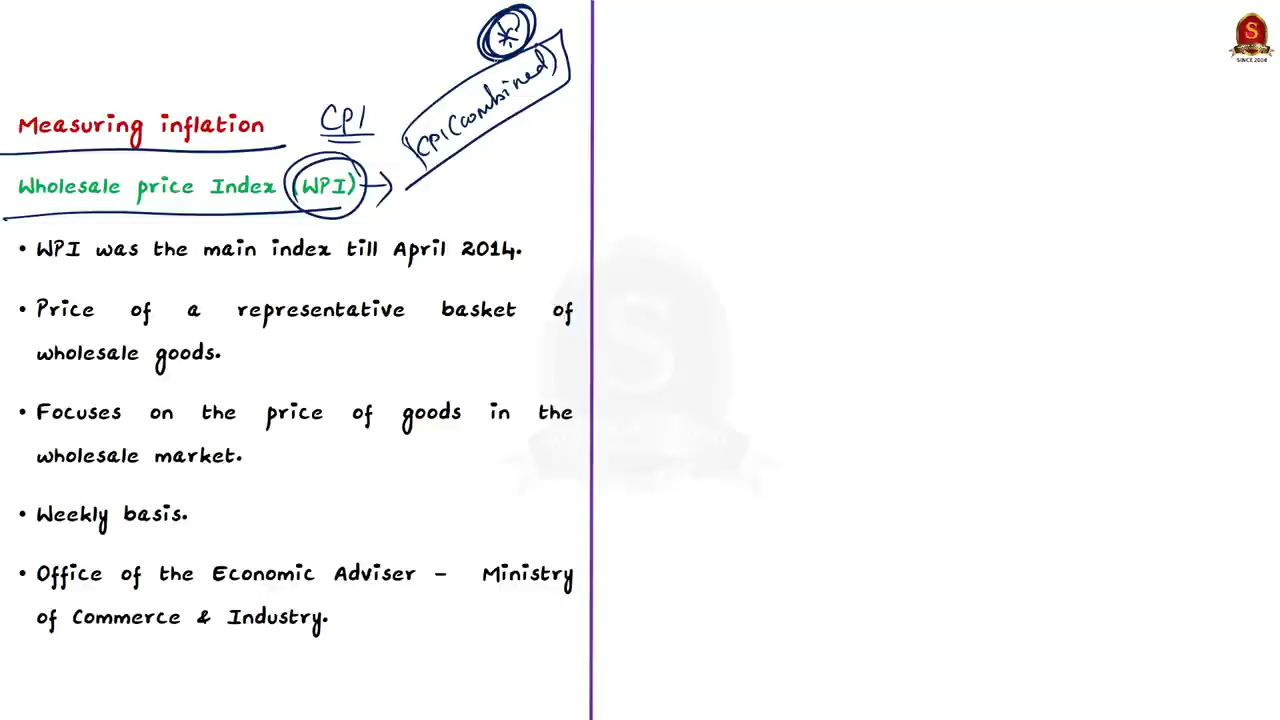 CPI (combined)
Measuring inflation CPI
Wholesale price Index (WPI)
• WPI was the main index till April 2014.
• Price of a representative basket of
wholesale goods.
• Focuses on the price of goods in the
wholesale market.
• Weekly basis.
• Office of the Economic Adviser - Ministry
of Commerce & Industry.
S
SINCE 2004
S